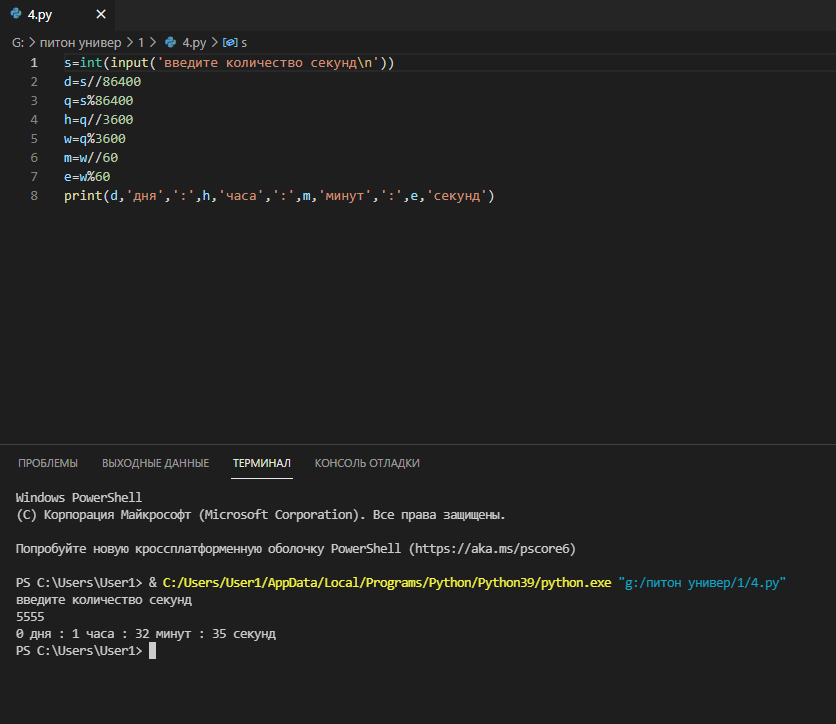 4.py
G: > питон универ > 1 > 4.py > s
1 s=int(input('введите количество секунд\n'))
2 d=s//86400
3 q=s%86400
4 h=q//3600
5 w=q%3600
6 m=w//60
7 e=w%60
8 print(d,'дня',':',h,'часа',':',m,'минут',':',e,'секунд')
ПРОБЛЕМЫ ВЫХОДНЫЕ ДАННЫЕ ТЕРМИНАЛ КОНСОЛЬ ОТЛАДКИ
Windows PowerShell
(C) Корпорация Майкрософт (Microsoft Corporation). Все права защищены.
Попробуйте новую кроссплатформенную оболочку PowerShell (https://aka.ms/pscore6)
PS C:\Users\User1> & C:/Users/User1/AppData/Local/Programs/Python/Python39/python.exe "g:/питон универ/1/4.py"
введите количество секунд
5555
0 дня : 1 часа : 32 минут : 35 секунд
PS C:\Users\User1>